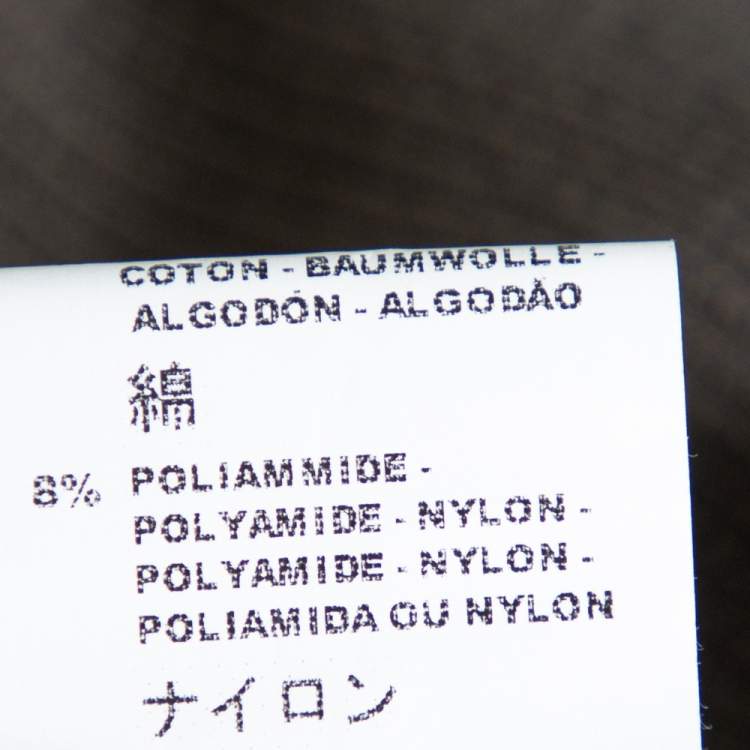 COTON - BAUMWOLLE -
ALGODÓN - ALGODÃO
綿
8% POLIAMMIDE -
POLYAMIDE - NYLON -
POLYAMIDE - NYLON -
POLIAMIDA OU NYLON
ナイロン